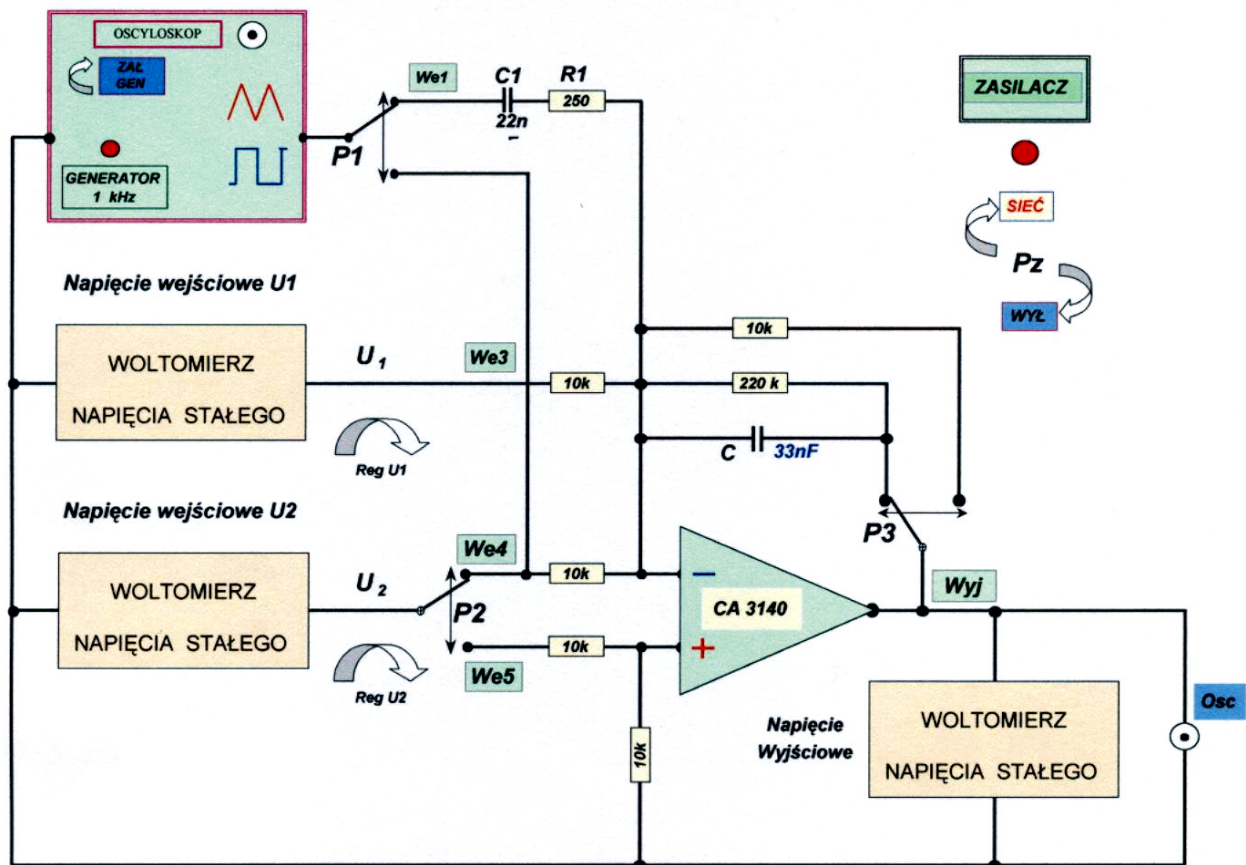 OSCYLOSKOP
ZAŁ
GEN
GENERATOR
1 kHz
P1
We1
C1
22n
R1
250
ZASILACZ
SIEĆ
Pz
WYŁ
Napięcie wejściowe U1
WOLTOMIERZ
NAPIĘCIA STAŁEGO
U1
Reg U1
We3
10k
10k
220 k
C
33nF
P3
Napięcie wejściowe U2
WOLTOMIERZ
NAPIĘCIA STAŁEGO
U2
Reg U2
We4
P2
We5
10k
10k
10k
−
CA 3140
+
Wyj
Napięcie
Wyjściowe
WOLTOMIERZ
NAPIĘCIA STAŁEGO
Osc